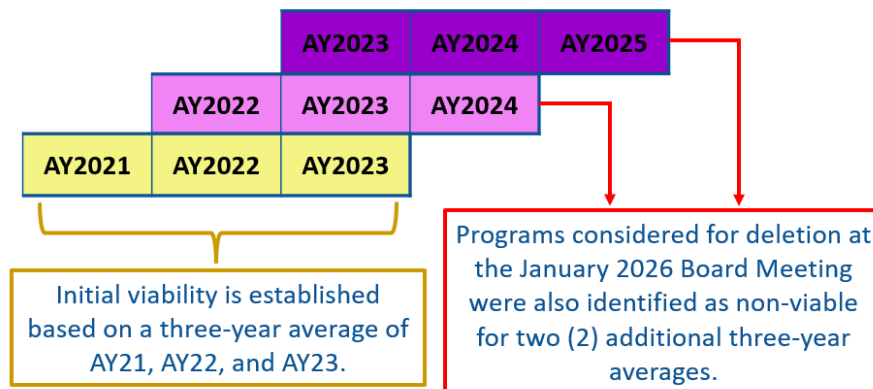 AY2023 AY2024 AY2025
AY2022 AY2023 AY2024
AY2021 AY2022 AY2023
Initial viability is established
based on a three-year average of
AY21, AY22, and AY23.
Programs considered for deletion at
the January 2026 Board Meeting
were also identified as non-viable
for two (2) additional three-year
averages.